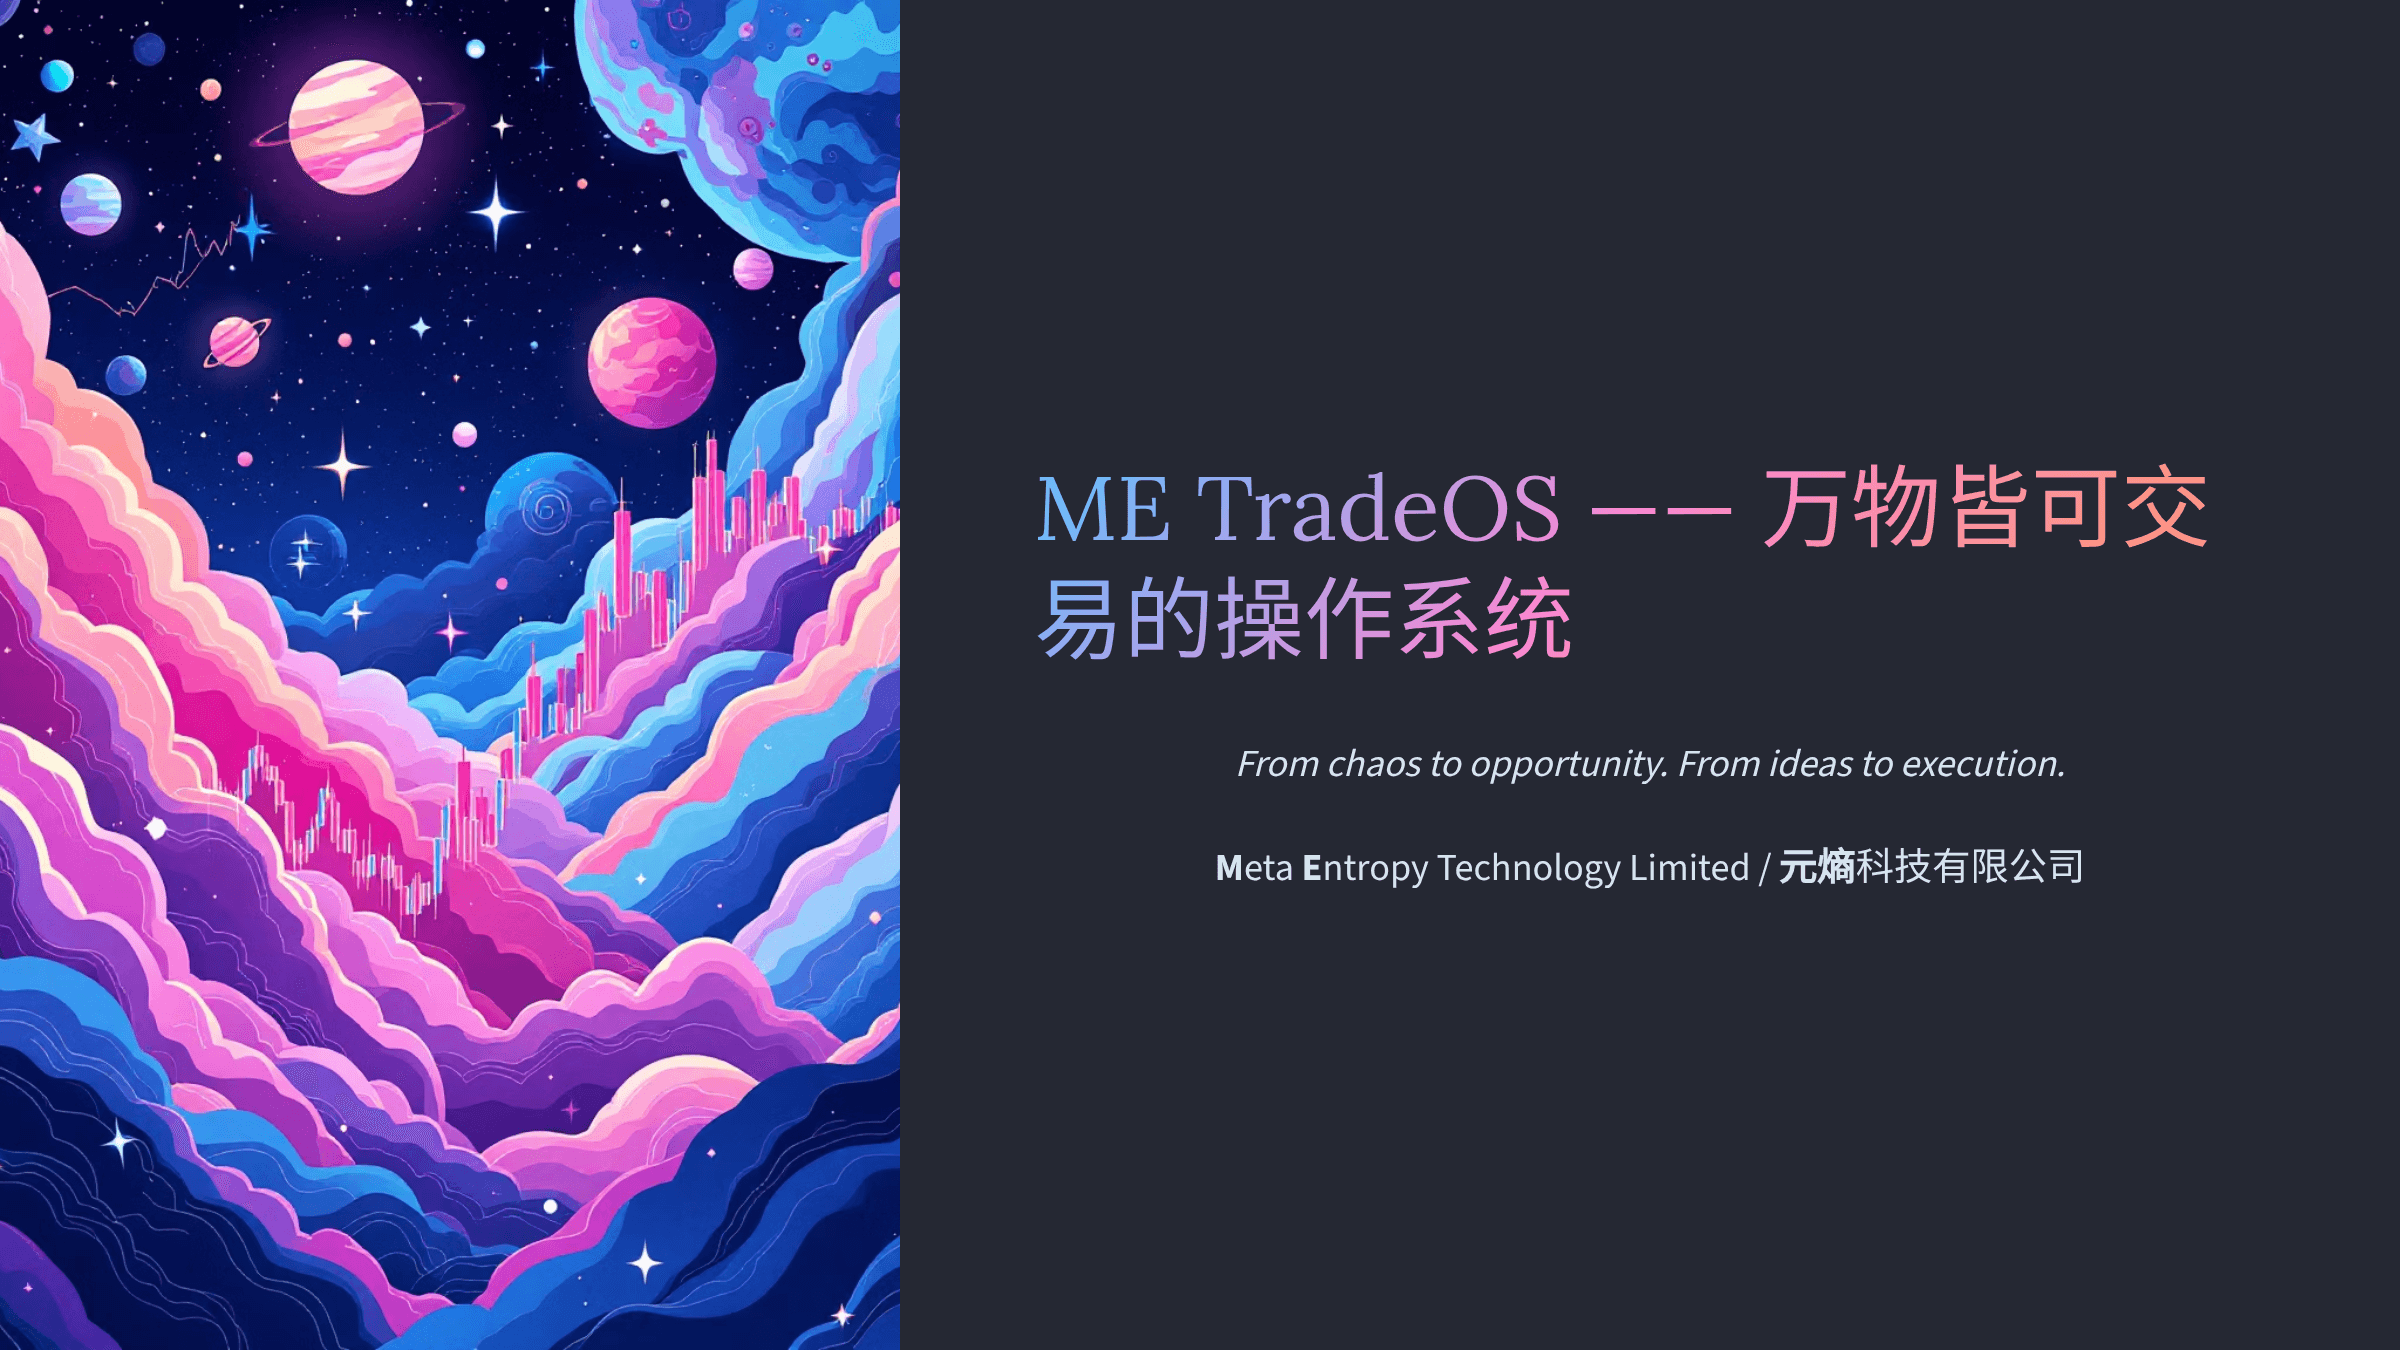 ME TradeOS —— 万物皆可交
易的操作系统
From chaos to opportunity. From ideas to execution.
Meta Entropy Technology Limited / 元熵科技有限公司